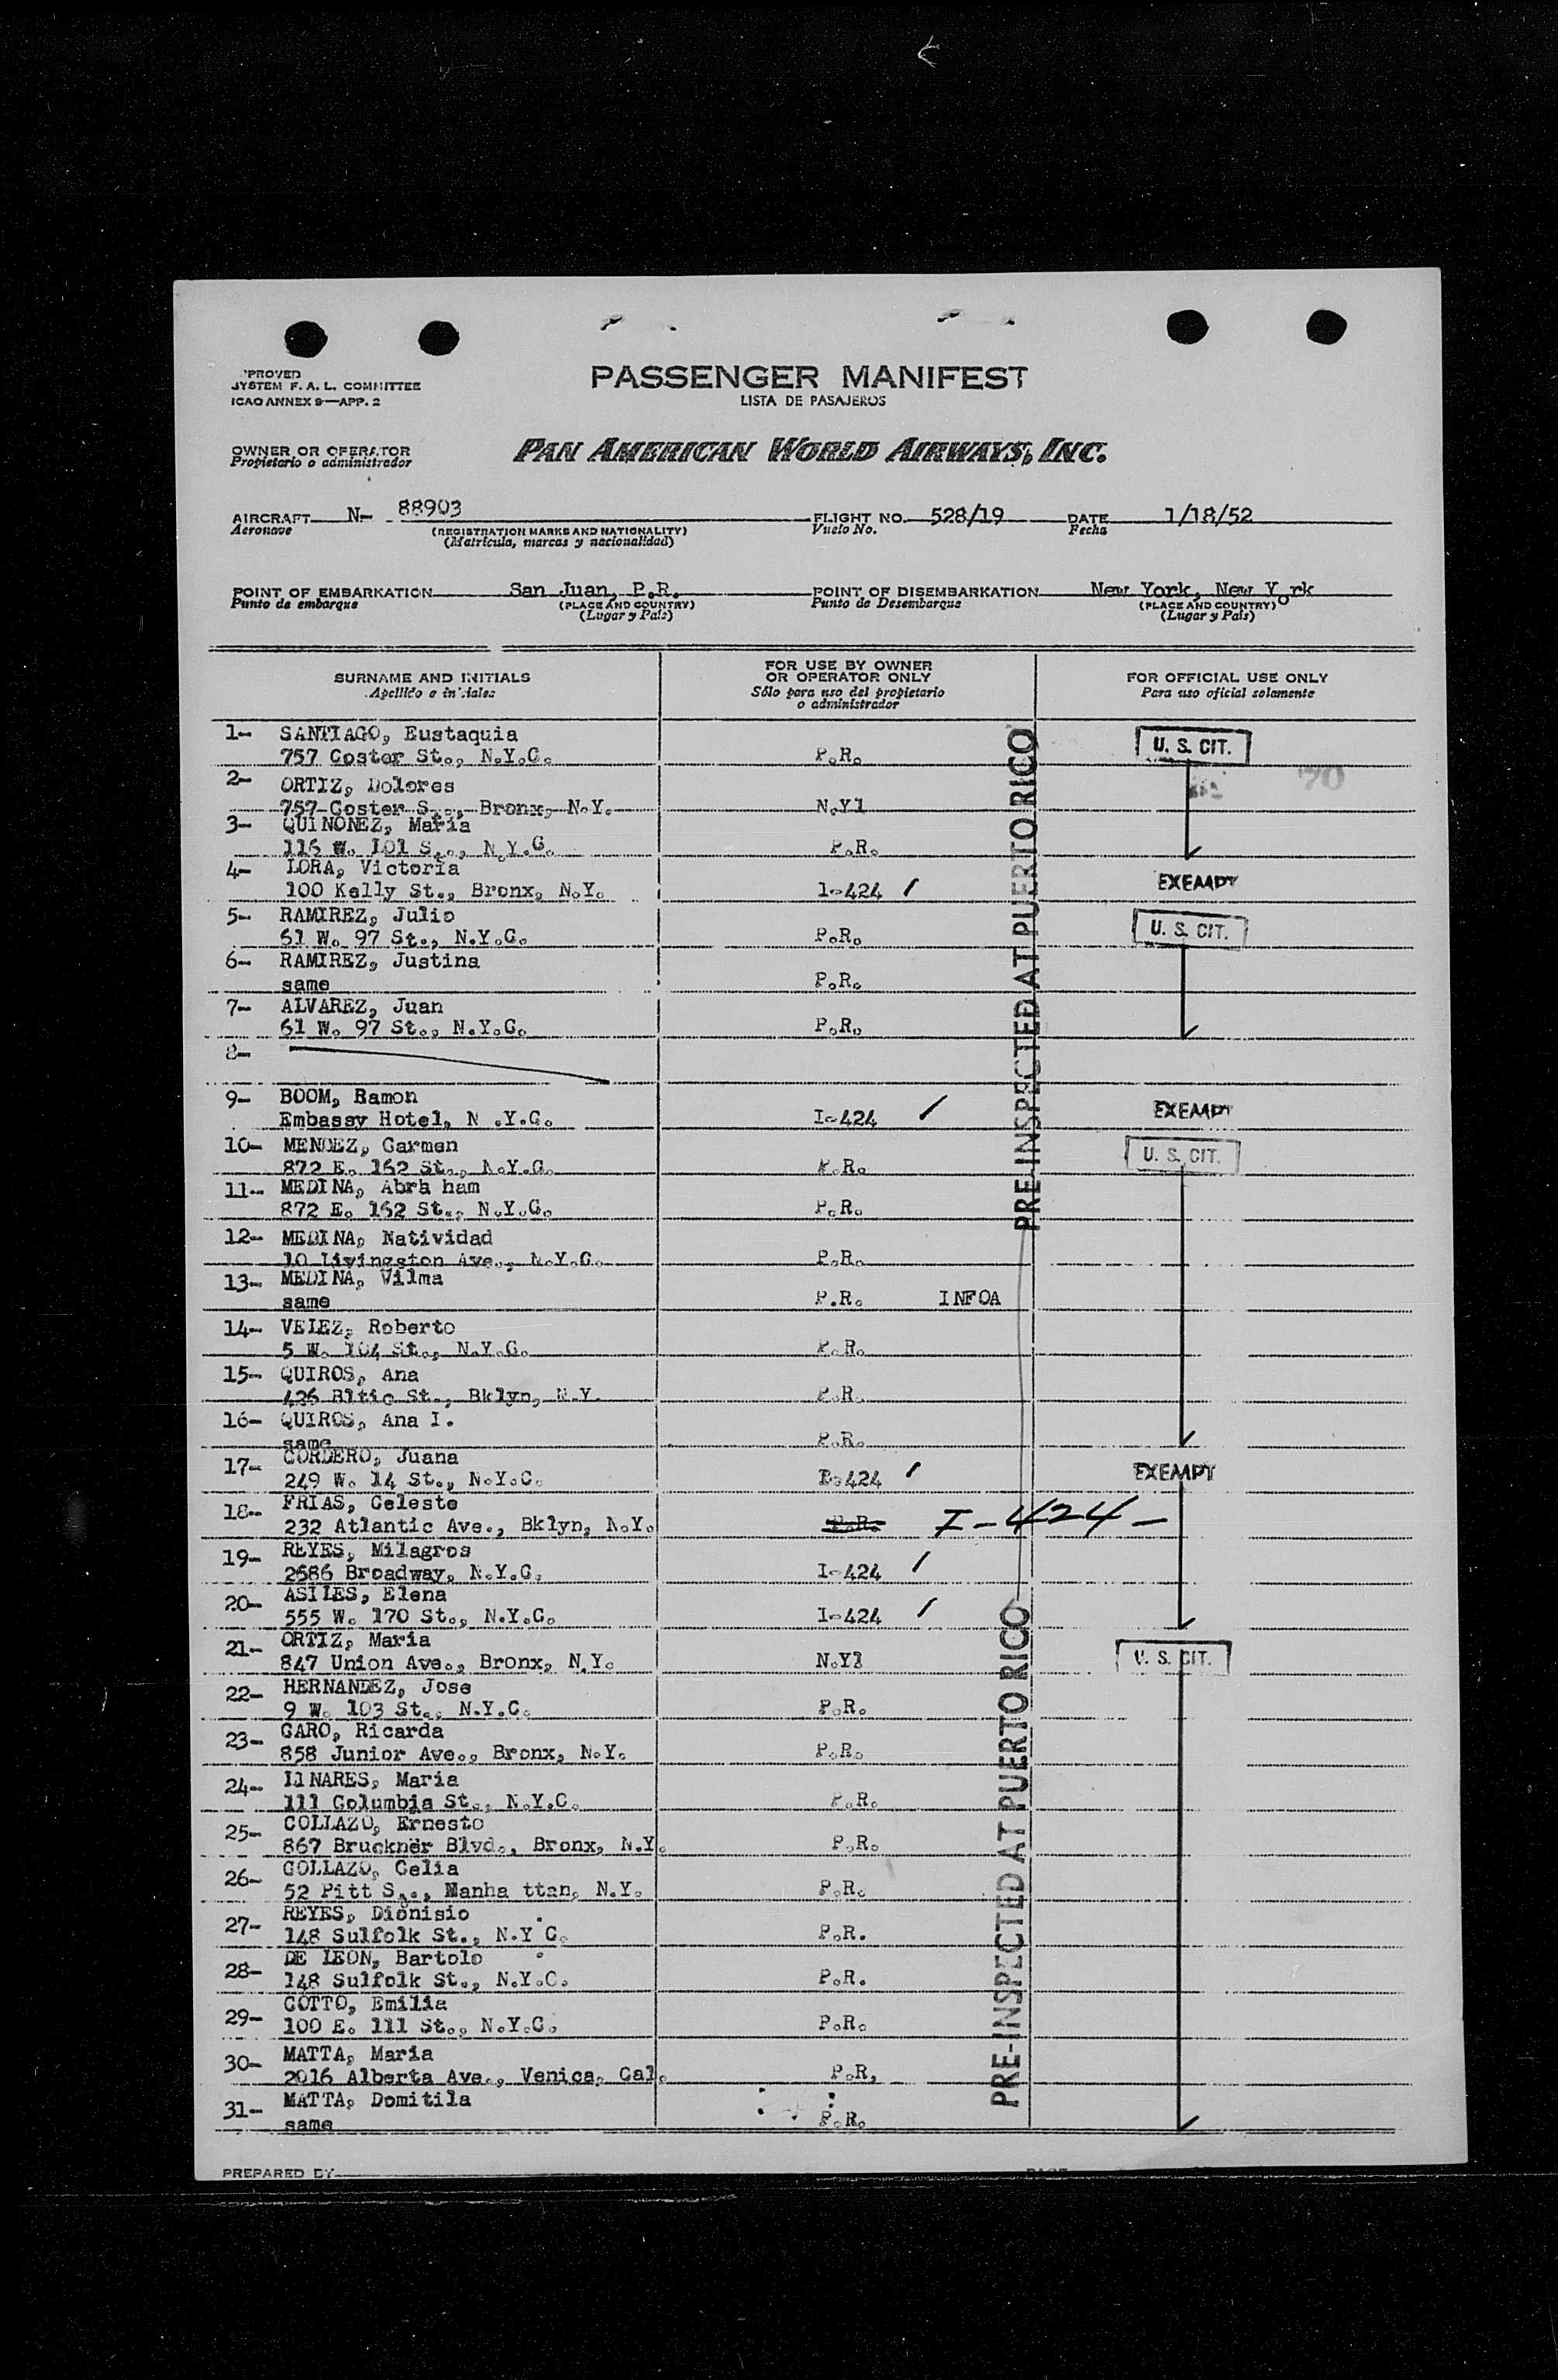 PROVED
SYSTEM F. A. L. COMMITTEE
ICAO ANNEX 9—APP. 2
PASSENGER MANIFEST
LISTA DE PASAJEROS
OWNER OR OPERATOR
Propietario o administrador
PAN AMERICAN WORLD AIRWAYS, INC.
AIRCRAFT N- 88903 FLIGHT NO. 528/19 DATE 1/18/52
Aeronave (REGISTRATION MARKS AND NATIONALITY) Vuelo No. Fecha
(Matrícula, marcas y nacionalidad)
POINT OF EMBARKATION San Juan, P.R. POINT OF DISEMBARKATION New York, New York
Punto de embarque (PLACE AND COUNTRY) Punto de Desembarque (PLACE AND COUNTRY)
(Lugar y País) (Lugar y País)
SURNAME AND INITIALS
Apellido e iniciales
FOR USE BY OWNER
OR OPERATOR ONLY
Sólo para uso del propietario
o administrador
FOR OFFICIAL USE ONLY
Para uso oficial solamente
1- SANTIAGO, Eustaquia
757 Coster St., N.Y.C. P.R. U. S. CIT.
2- ORTIZ, Dolores
757 Coster S., Bronx, N.Y. N.Y1
3- QUINONEZ, Maria
116 W. 101 S.., N.Y.C. P.R.
4- LORA, Victoria
100 Kelly St., Bronx, N.Y. 1-424 EXEMPT
5- RAMIREZ, Julio
61 W. 97 St., N.Y.C. P.R. U. S. CIT.
6- RAMIREZ, Justina
same P.R.
7- ALVAREZ, Juan
61 W. 97 St., N.Y.C. P.R.
8-
9- BOOM, Ramon
Embassy Hotel, N .Y.C. I-424 EXEMPT
10- MENDEZ, Carmen
872 E. 162 St., N.Y.C. P.R. U. S. CIT.
11- MEDINA, Abra ham
872 E. 162 St., N.Y.C. P.R.
12- MEDINA, Natividad
10 Livingston Ave., N.Y.C. P.R.
13- MEDINA, Vilma
same P.R. INFOA
14- VELEZ, Roberto
5 W. 104 St., N.Y.C. P.R.
15- QUIROS, Ana
426 Bltic St., Bklyn, N.Y. P.R.
16- QUIROS, Ana I.
same P.R.
17- CORDERO, Juana
249 W. 14 St., N.Y.C. I-424 EXEMPT
18- FRIAS, Celeste
232 Atlantic Ave., Bklyn, N.Y. P.R. I-424-
19- REYES, Milagros
2686 Broadway, N.Y.C. I-424
20- ASILES, Elena
555 W. 170 St., N.Y.C. I-424
21- ORTIZ, Maria
847 Union Ave., Bronx, N.Y. N.Y1 U. S. CIT.
22- HERNANDEZ, Jose
9 W. 103 St., N.Y.C. P.R.
23- CARO, Ricarda
858 Junior Ave., Bronx, N.Y. P.R.
24- LINARES, Maria
111 Columbia St., N.Y.C. P.R.
25- COLLAZO, Ernesto
867 Bruckner Blvd., Bronx, N.Y. P.R.
26- COLLAZO, Celia
52 Pitt S.., Manha ttan, N.Y. P.R.
27- REYES, Dionisio
148 Sulfolk St., N.Y C. P.R.
28- DE LEON, Bartolo
148 Sulfolk St., N.Y.C. P.R.
29- COTTO, Emilia
100 E. 111 St., N.Y.C. P.R.
30- MATTA, Maria
2016 Alberta Ave., Venice, Cal. P.R,
31- MATTA, Domitila
same P.R.
PRE-INSPECTED AT PUERTO RICO
PRE-INSPECTED AT PUERTO RICO
PREPARED BY